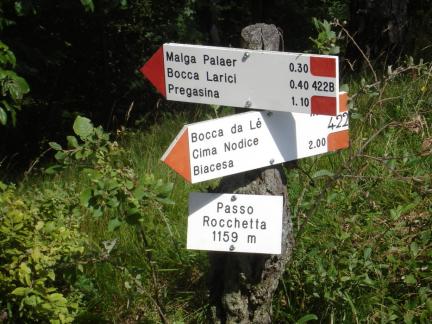 Malga Palaer 0.30
Bocca Larici 0.40 422B
Pregasina 1.10
Bocca da Lè 422
Cima Nodice 2.00
Biacesa
Passo
Rocchetta
1159 m